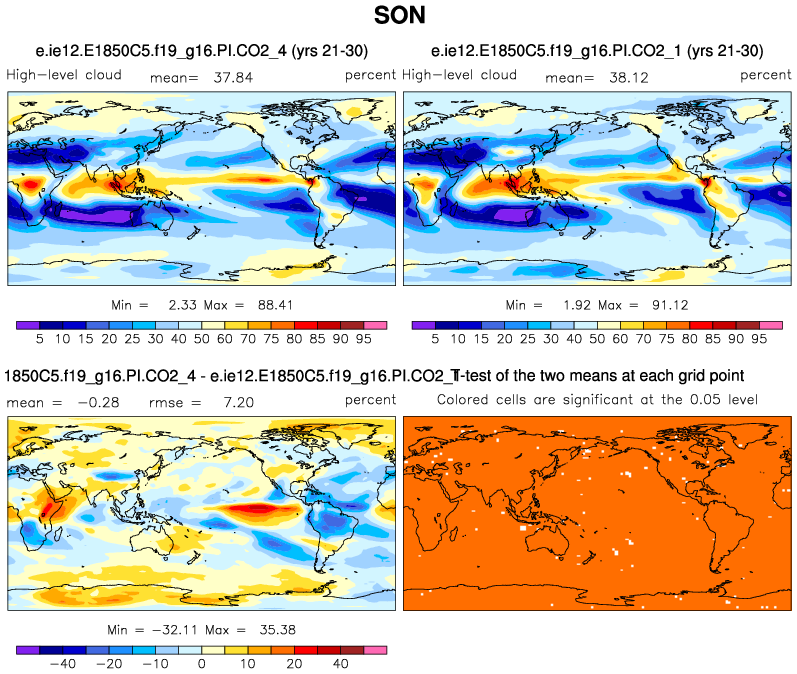 SON
e.ie12.E1850C5.f19_g16.PI.CO2_4 (yrs 21-30)
High-level cloud mean= 37.84 percent
Min = 2.33 Max = 88.41
5 10 15 20 25 30 40 50 60 70 75 80 85 90 95
e.ie12.E1850C5.f19_g16.PI.CO2_1 (yrs 21-30)
High-level cloud mean= 38.12 percent
Min = 1.92 Max = 91.12
5 10 15 20 25 30 40 50 60 70 75 80 85 90 95
1850C5.f19_g16.PI.CO2_4 - e.ie12.E1850C5.f19_g16.PI.CO2_
mean = -0.28 rmse = 7.20 percent
Min = -32.11 Max = 35.38
-40 -20 -10 0 10 20 40
T-test of the two means at each grid point
Colored cells are significant at the 0.05 level